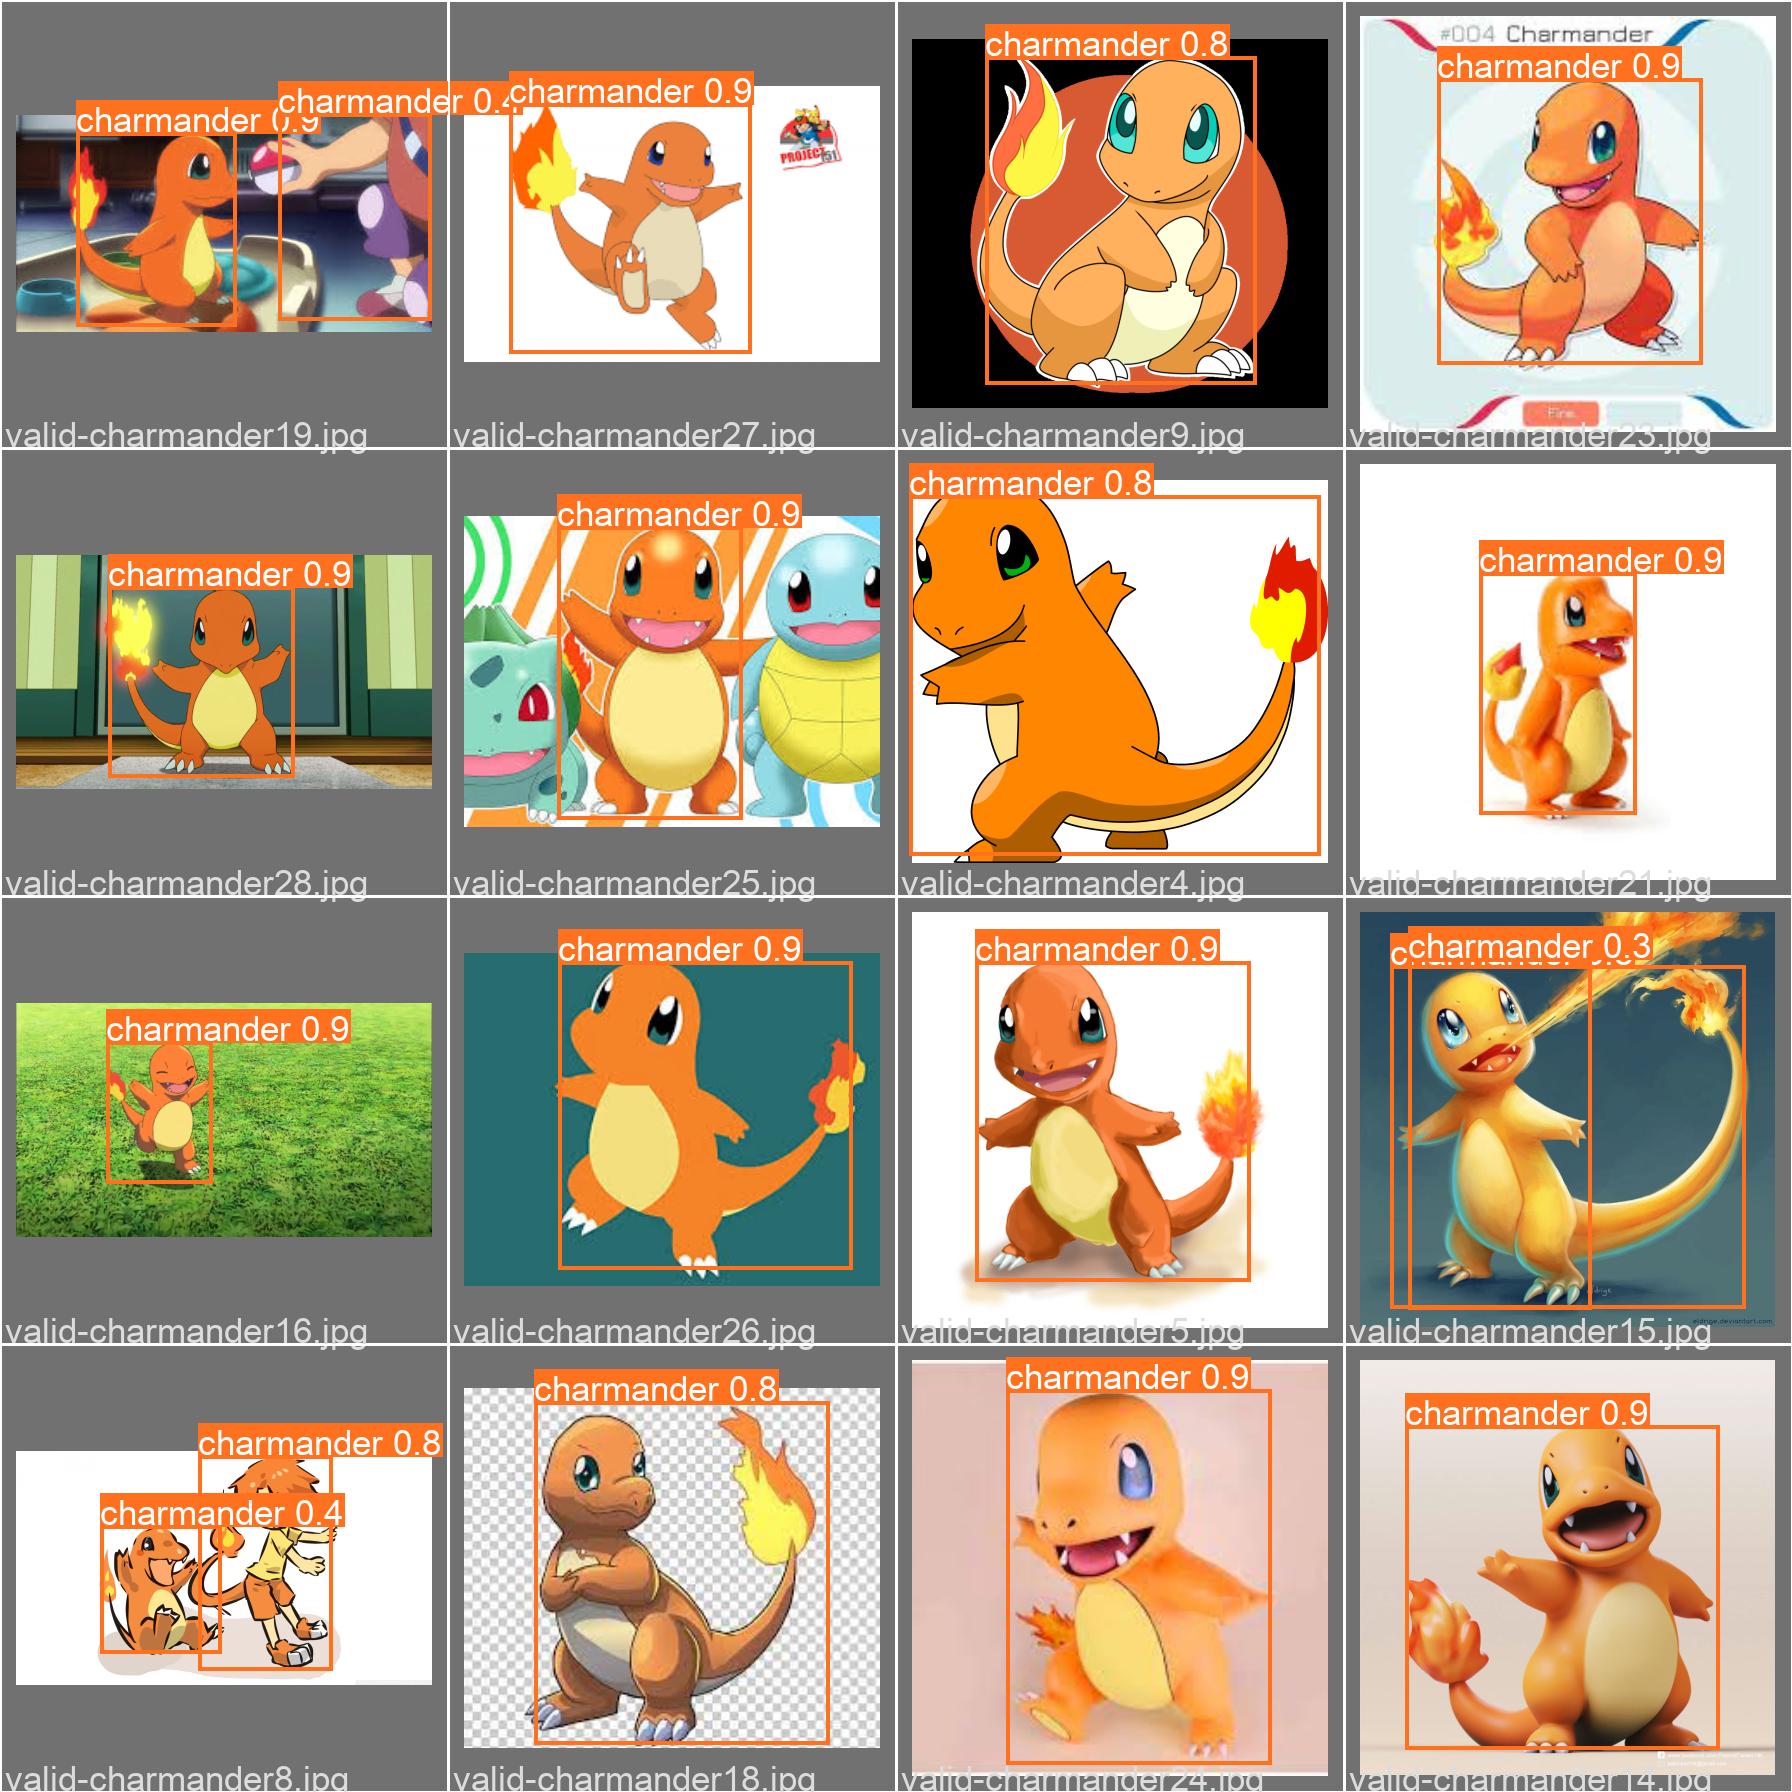 charmander 0.9
charmander 0.4
valid-charmander19.jpg
charmander 0.9
PROJECT 151
valid-charmander27.jpg
charmander 0.8
valid-charmander9.jpg
#004 Charmander
charmander 0.9
Fire
valid-charmander23.jpg
charmander 0.9
valid-charmander28.jpg
charmander 0.9
valid-charmander25.jpg
charmander 0.8
valid-charmander4.jpg
charmander 0.9
valid-charmander21.jpg
charmander 0.9
valid-charmander16.jpg
charmander 0.9
valid-charmander26.jpg
charmander 0.9
valid-charmander5.jpg
charmander 0.3
eldrige.deviantart.com
valid-charmander15.jpg
charmander 0.8
charmander 0.4
valid-charmander8.jpg
charmander 0.8
valid-charmander18.jpg
charmander 0.9
valid-charmander24.jpg
charmander 0.9
valid-charmander14.jpg